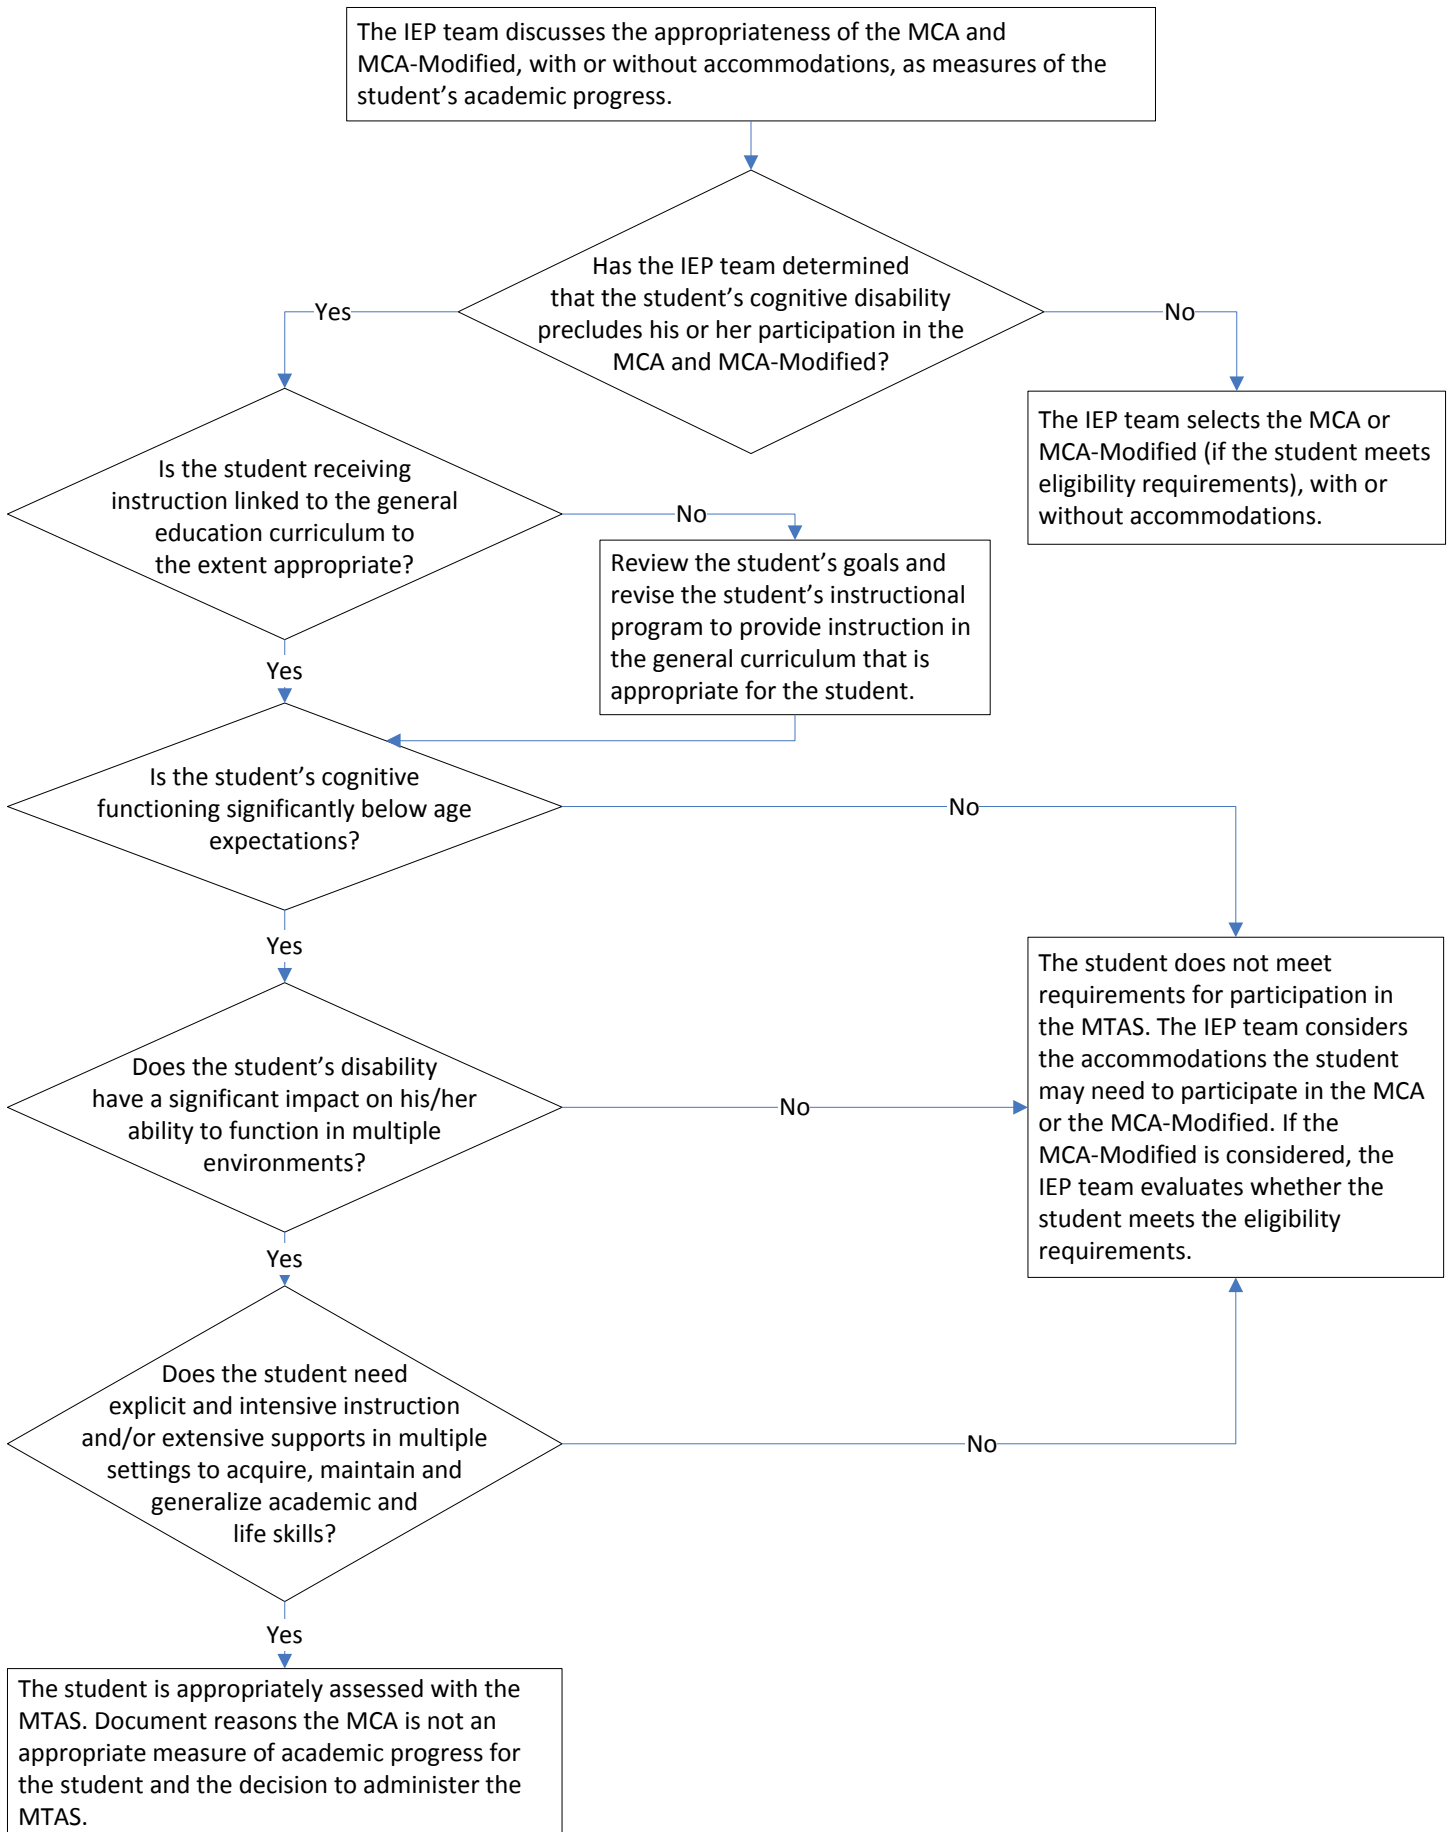 The IEP team discusses the appropriateness of the MCA and
MCA-Modified, with or without accommodations, as measures of the
student’s academic progress.
Has the IEP team determined
that the student’s cognitive disability
precludes his or her participation in the
MCA and MCA-Modified?
Yes
No
The IEP team selects the MCA or
MCA-Modified (if the student meets
eligibility requirements), with or
without accommodations.
Is the student receiving
instruction linked to the general
education curriculum to
the extent appropriate?
No
Review the student’s goals and
revise the student’s instructional
program to provide instruction in
the general curriculum that is
appropriate for the student.
Yes
Is the student’s cognitive
functioning significantly below age
expectations?
No
Yes
The student does not meet
requirements for participation in
the MTAS. The IEP team considers
the accommodations the student
may need to participate in the MCA
or the MCA-Modified. If the
MCA-Modified is considered, the
IEP team evaluates whether the
student meets the eligibility
requirements.
Does the student’s disability
have a significant impact on his/her
ability to function in multiple
environments?
No
Yes
Does the student need
explicit and intensive instruction
and/or extensive supports in multiple
settings to acquire, maintain and
generalize academic and
life skills?
No
Yes
The student is appropriately assessed with the
MTAS. Document reasons the MCA is not an
appropriate measure of academic progress for
the student and the decision to administer the
MTAS.